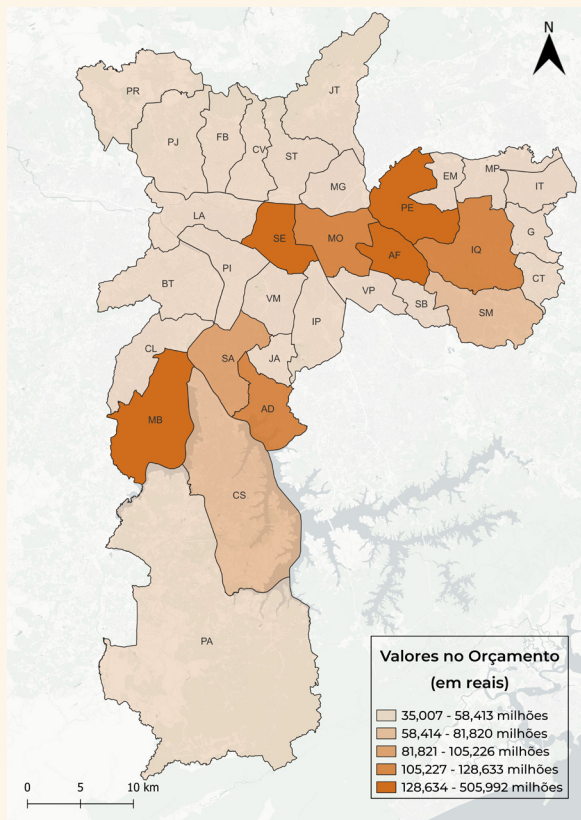 N
PR
JT
PJ
FB
CV
ST
MG
EM
MP
IT
PE
LA
SE
MO
G
AF
IQ
PI
BT
CT
VM
VP
SB
IP
SM
CL
SA
JA
AD
MB
CS
PA
Valores no Orçamento
(em reais)
35,007 - 58,413 milhões
58,414 - 81,820 milhões
81,821 - 105,226 milhões
105,227 - 128,633 milhões
128,634 - 505,992 milhões
0 5 10 km